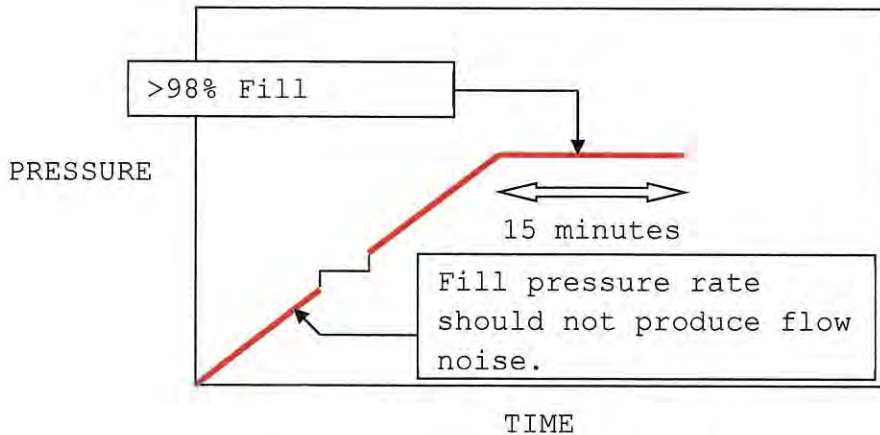 >98% Fill
PRESSURE
15 minutes
Fill pressure rate
should not produce flow
noise.
TIME